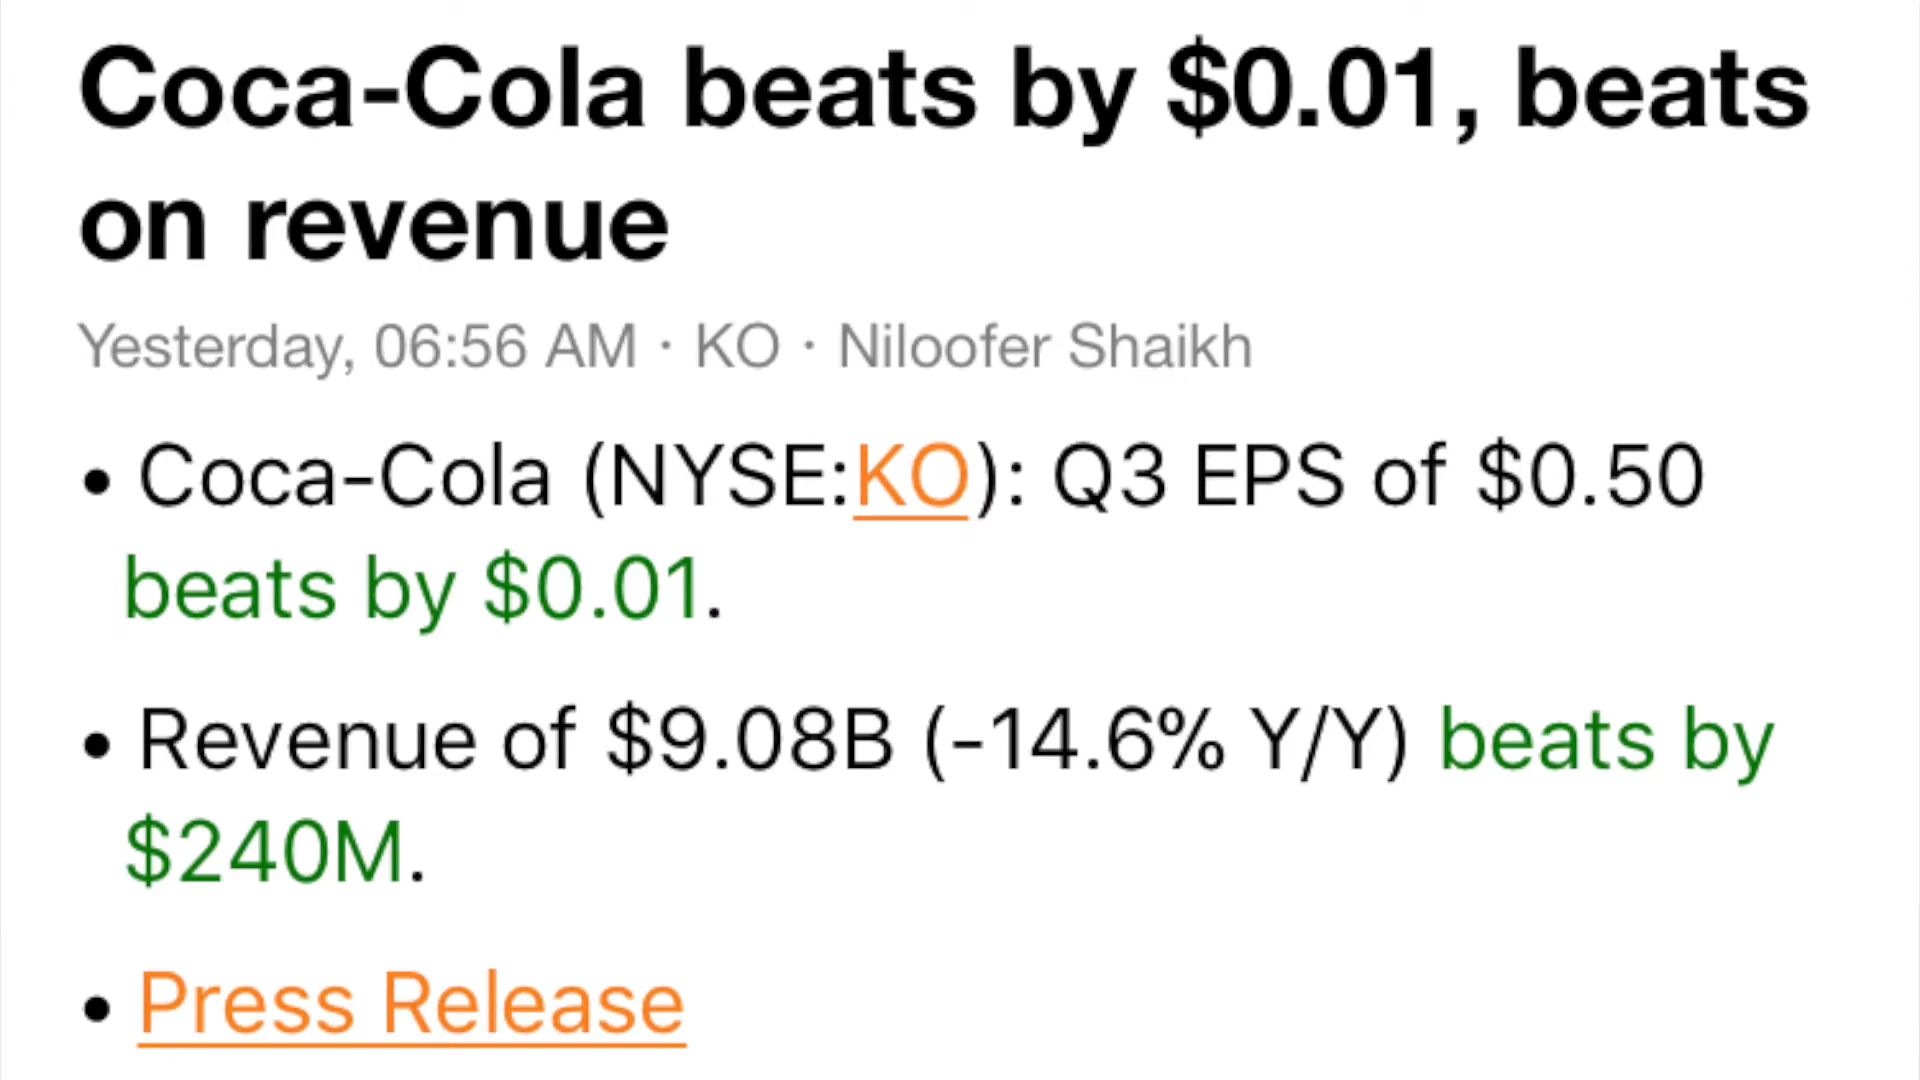 Coca-Cola beats by $0.01, beats
on revenue
Yesterday, 06:56 AM · KO · Niloofer Shaikh
• Coca-Cola (NYSE:KO): Q3 EPS of $0.50
beats by $0.01.
• Revenue of $9.08B (-14.6% Y/Y) beats by
$240M.
• Press Release